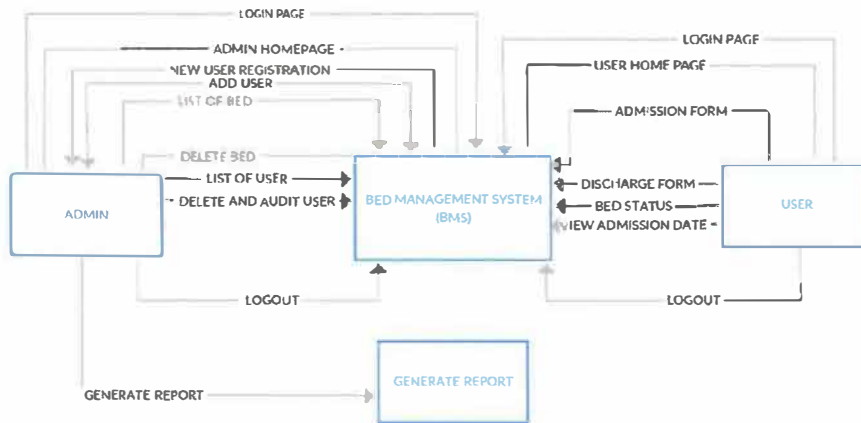 LOGIN PAGE
LOGIN PAGE
ADMIN HOMEPAGE
NEW USER REGISTRATION
USER HOME PAGE
ADD USER
LIST OF BED
ADMISSION FORM
DELETE BED
LIST OF USER
DISCHARGE FORM
DELETE AND AUDIT USER
BED STATUS
VIEW ADMISSION DATE
ADMIN
BED MANAGEMENT SYSTEM
(BMS)
USER
LOGOUT
LOGOUT
GENERATE REPORT
GENERATE REPORT